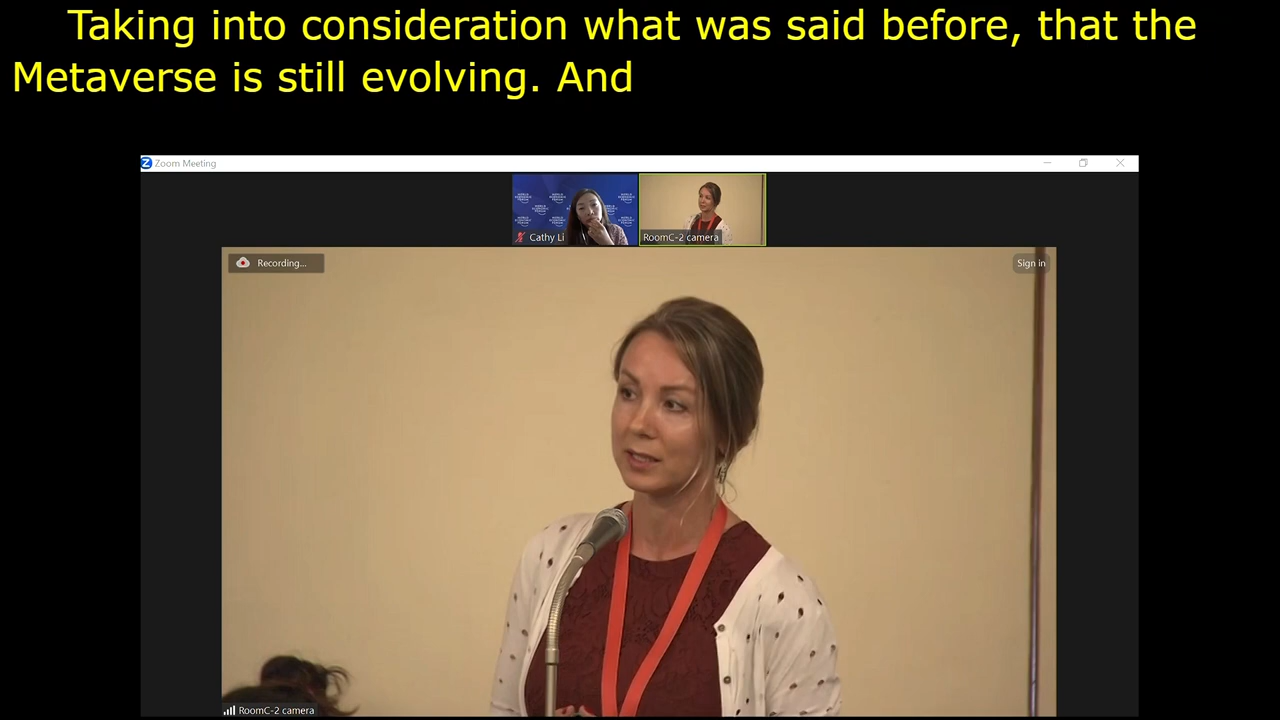 Taking into consideration what was said before, that the
Metaverse is still evolving. And
Zoom Meeting
Cathy Li
RoomC-2 camera
Recording...
Sign in
RoomC-2 camera